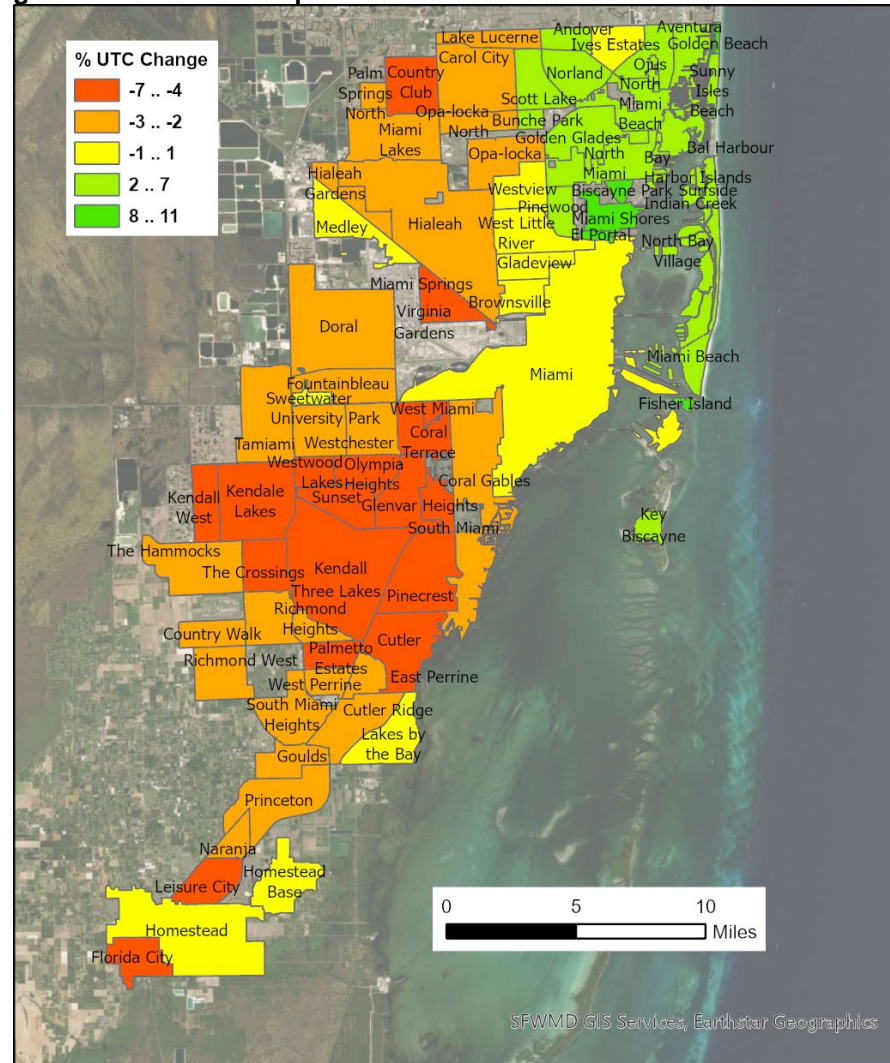 % UTC Change
-7 .. -4
-3 .. -2
-1 .. 1
2 .. 7
8 .. 11
Lake Lucerne
Andover
Aventura
Ives Estates
Golden Beach
Carol City
Ojus
Palm
Springs
North
Country
Club
Norland
North
Miami
Beach
Sunny
Isles
Beach
Scott Lake
Opa-locka
North
Bunche Park
Miami
Lakes
Golden Glades
Bal Harbour
Opa-locka
North
Miami
Bay
Harbor Islands
Hialeah
Gardens
Westview
Biscayne Park
Surfside
Indian Creek
Pinewood
Medley
Hialeah
West Little
River
Miami Shores
El Portal
North Bay
Village
Gladeview
Miami Springs
Brownsville
Virginia
Gardens
Doral
Miami
Miami Beach
Fountainbleau
Sweetwater
Fisher Island
University Park
West Miami
Tamiami
Westchester
Coral
Terrace
Westwood
Lakes
Olympia
Heights
Coral Gables
Kendall
West
Kendale
Lakes
Sunset
Glenvar Heights
South Miami
Key
Biscayne
The Hammocks
The Crossings
Kendall
Three Lakes
Pinecrest
Richmond
Heights
Country Walk
Cutler
Palmetto
Estates
Richmond West
East Perrine
West Perrine
South Miami
Heights
Cutler Ridge
Lakes by
the Bay
Goulds
Princeton
Naranja
Leisure City
Homestead
Base
Homestead
Florida City
0 5 10
Miles
SFWMD GIS Services, Earthstar Geographics